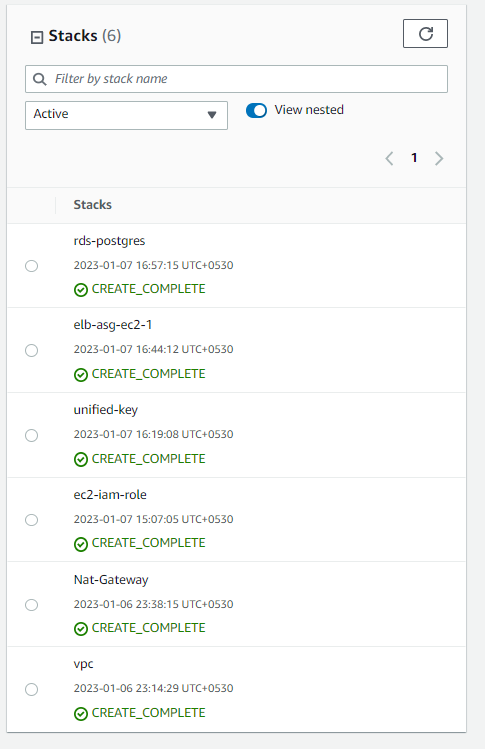 Stacks (6)
Filter by stack name
Active
View nested
1
Stacks
rds-postgres
2023-01-07 16:57:15 UTC+0530
CREATE_COMPLETE
elb-asg-ec2-1
2023-01-07 16:44:12 UTC+0530
CREATE_COMPLETE
unified-key
2023-01-07 16:19:08 UTC+0530
CREATE_COMPLETE
ec2-iam-role
2023-01-07 15:07:05 UTC+0530
CREATE_COMPLETE
Nat-Gateway
2023-01-06 23:38:15 UTC+0530
CREATE_COMPLETE
vpc
2023-01-06 23:14:29 UTC+0530
CREATE_COMPLETE